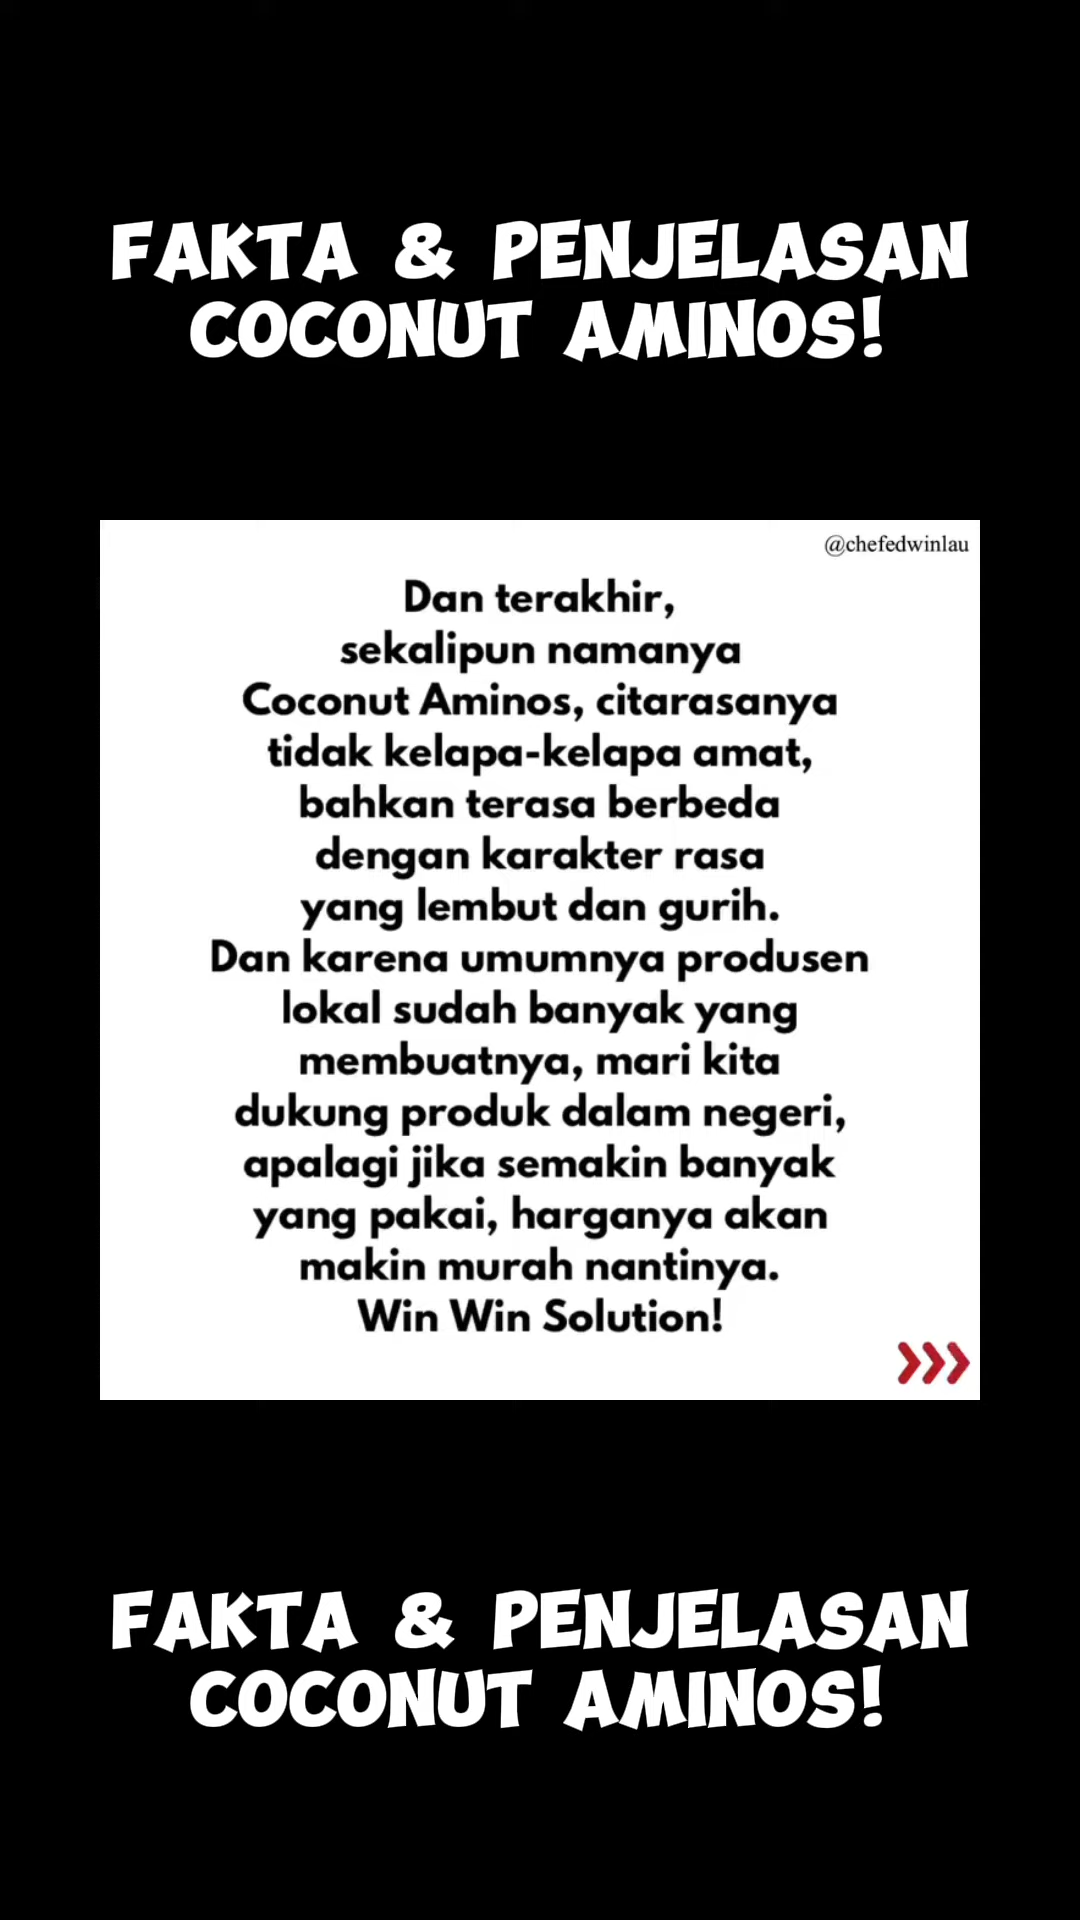 FAKTA & PENJELASAN
COCONUT AMINOS!
@chefedwinlau
Dan terakhir,
sekalipun namanya
Coconut Aminos, citarasanya
tidak kelapa-kelapa amat,
bahkan terasa berbeda
dengan karakter rasa
yang lembut dan gurih.
Dan karena umumnya produsen
lokal sudah banyak yang
membuatnya, mari kita
dukung produk dalam negeri,
apalagi jika semakin banyak
yang pakai, harganya akan
makin murah nantinya.
Win Win Solution!
FAKTA & PENJELASAN
COCONUT AMINOS!